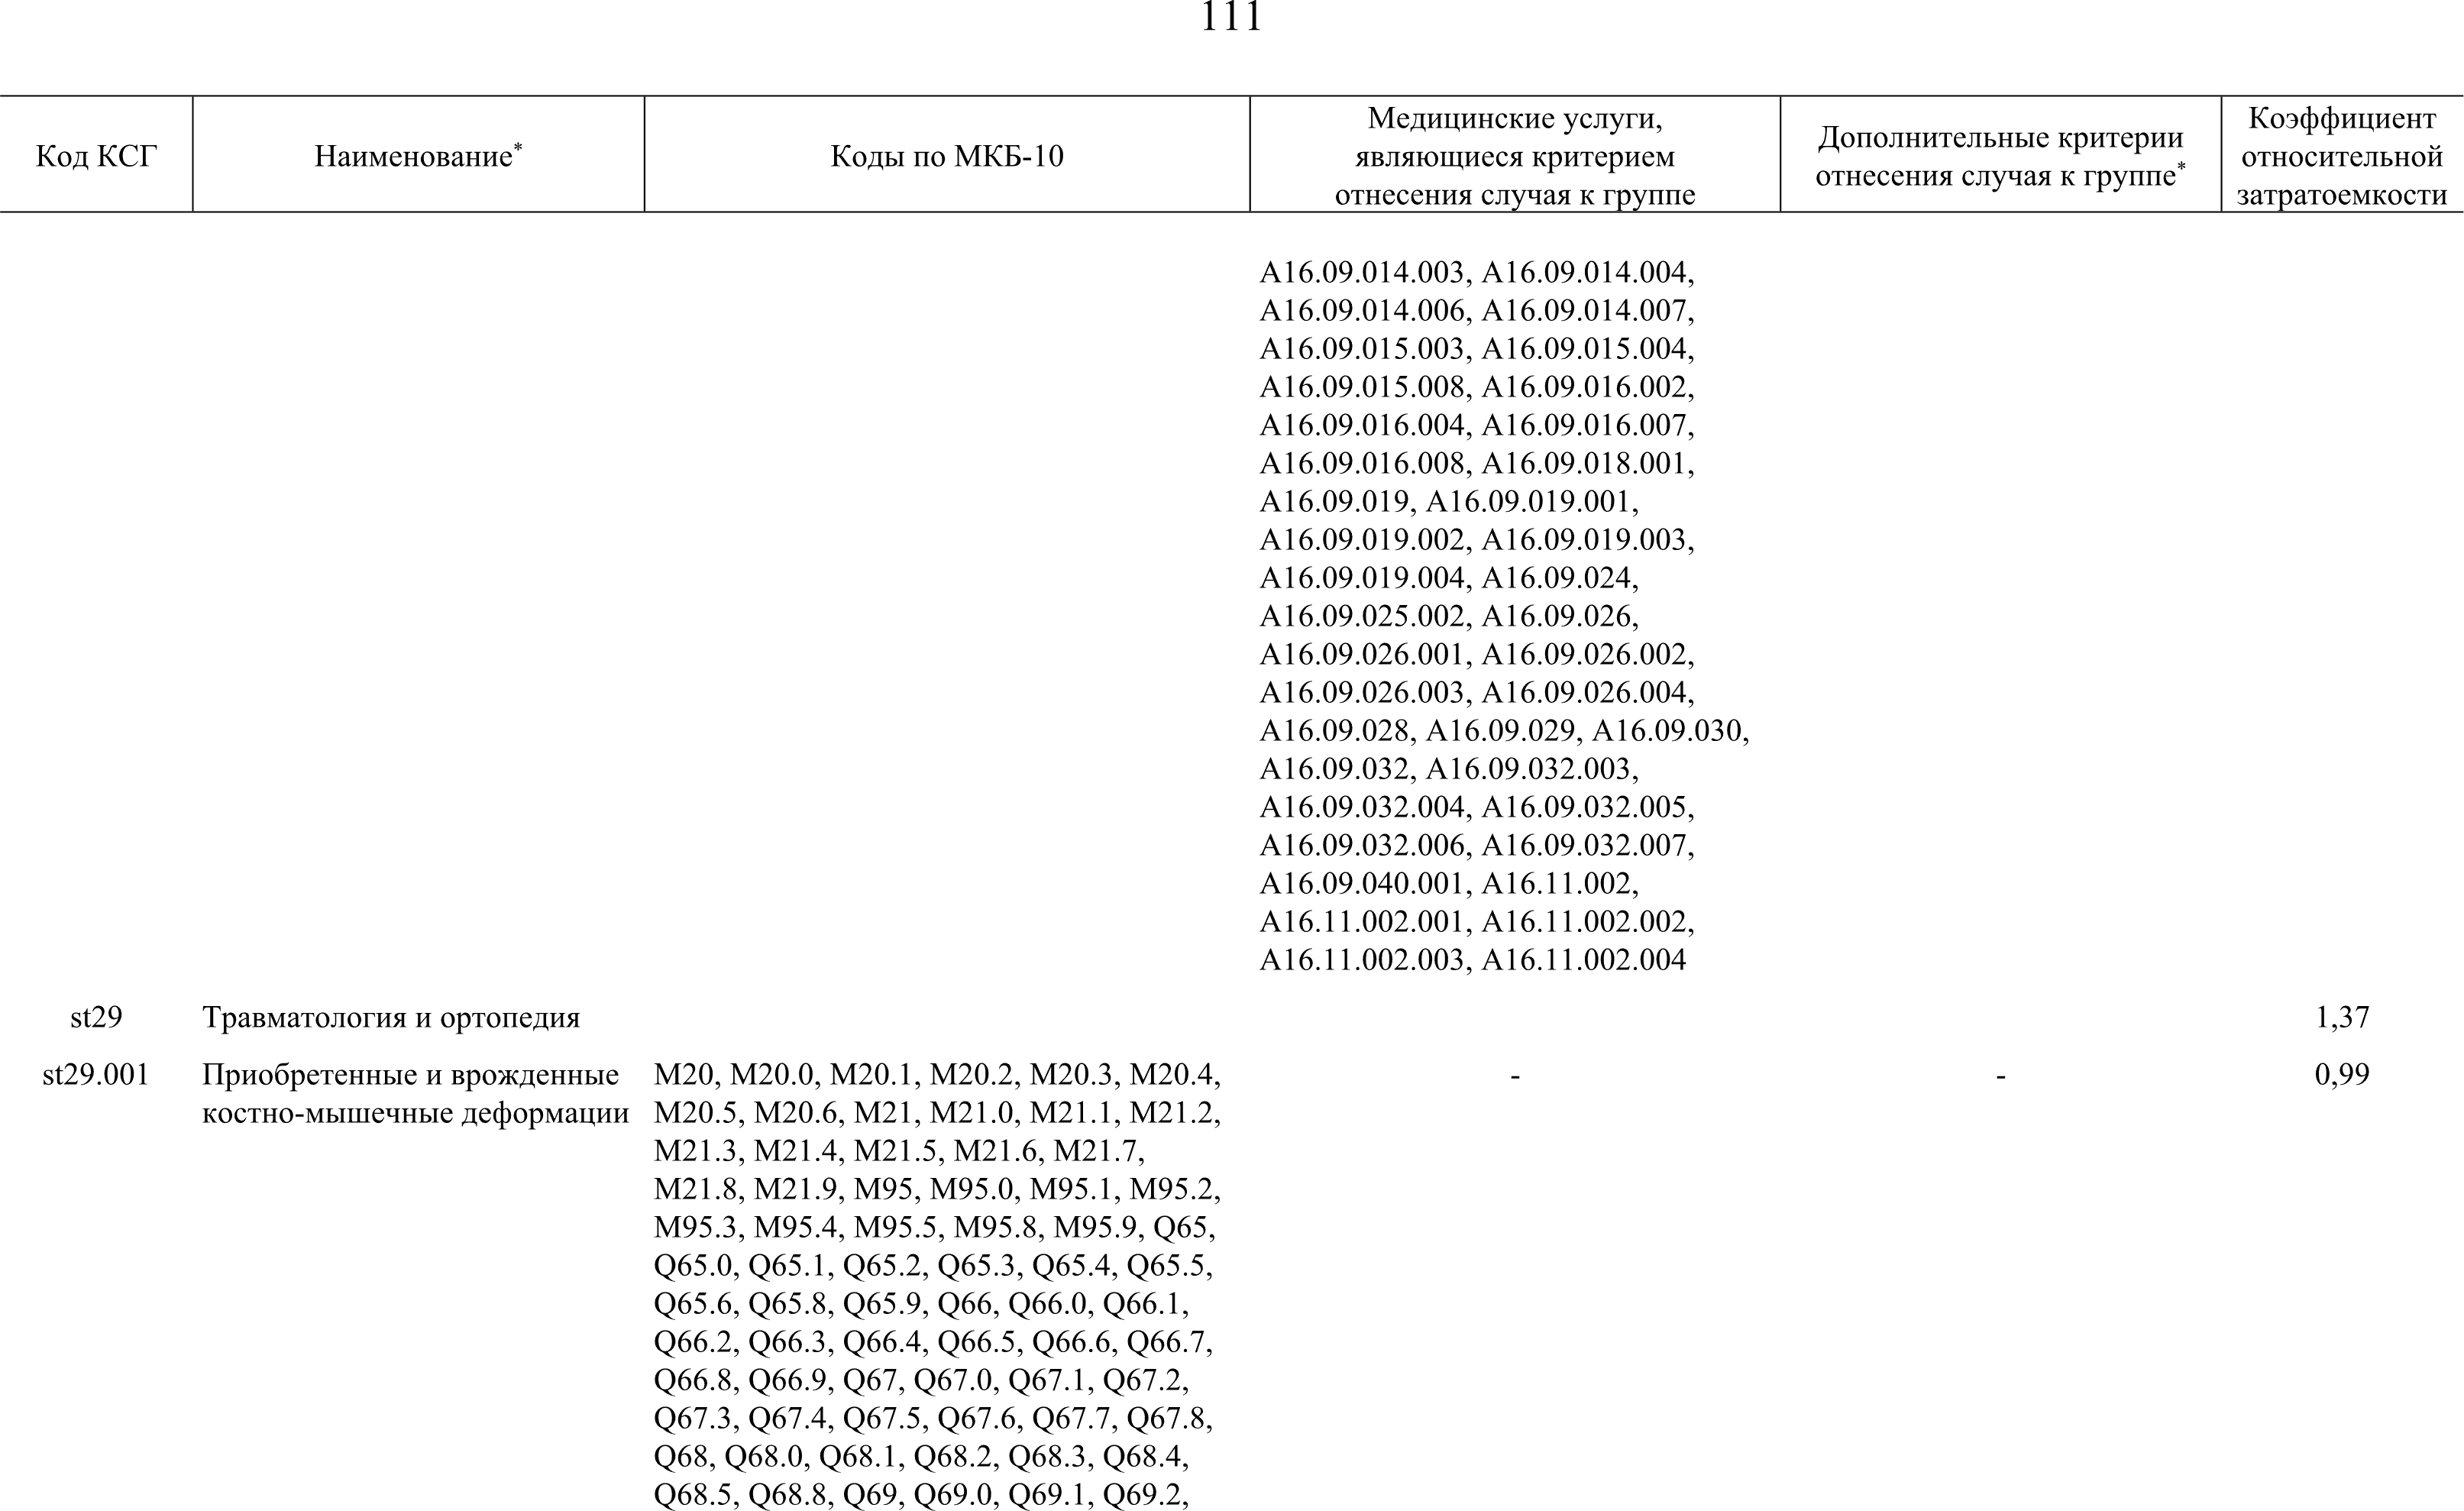 111
Код КСГ
Наименование*
Коды по МКБ-10
Медицинские услуги,
являющиеся критерием
отнесения случая к группе
Дополнительные критерии
отнесения случая к группе*
Коэффициент
относительной
затратоемкости
A16.09.014.003, A16.09.014.004,
A16.09.014.006, A16.09.014.007,
A16.09.015.003, A16.09.015.004,
A16.09.015.008, A16.09.016.002,
A16.09.016.004, A16.09.016.007,
A16.09.016.008, A16.09.018.001,
A16.09.019, A16.09.019.001,
A16.09.019.002, A16.09.019.003,
A16.09.019.004, A16.09.024,
A16.09.025.002, A16.09.026,
A16.09.026.001, A16.09.026.002,
A16.09.026.003, A16.09.026.004,
A16.09.028, A16.09.029, A16.09.030,
A16.09.032, A16.09.032.003,
A16.09.032.004, A16.09.032.005,
A16.09.032.006, A16.09.032.007,
A16.09.040.001, A16.11.002,
A16.11.002.001, A16.11.002.002,
A16.11.002.003, A16.11.002.004
st29 Травматология и ортопедия 1,37
st29.001 Приобретенные и врожденные M20, M20.0, M20.1, M20.2, M20.3, M20.4, - - 0,99
костно-мышечные деформации M20.5, M20.6, M21, M21.0, M21.1, M21.2,
M21.3, M21.4, M21.5, M21.6, M21.7,
M21.8, M21.9, M95, M95.0, M95.1, M95.2,
M95.3, M95.4, M95.5, M95.8, M95.9, Q65,
Q65.0, Q65.1, Q65.2, Q65.3, Q65.4, Q65.5,
Q65.6, Q65.8, Q65.9, Q66, Q66.0, Q66.1,
Q66.2, Q66.3, Q66.4, Q66.5, Q66.6, Q66.7,
Q66.8, Q66.9, Q67, Q67.0, Q67.1, Q67.2,
Q67.3, Q67.4, Q67.5, Q67.6, Q67.7, Q67.8,
Q68, Q68.0, Q68.1, Q68.2, Q68.3, Q68.4,
Q68.5, Q68.8, Q69, Q69.0, Q69.1, Q69.2,